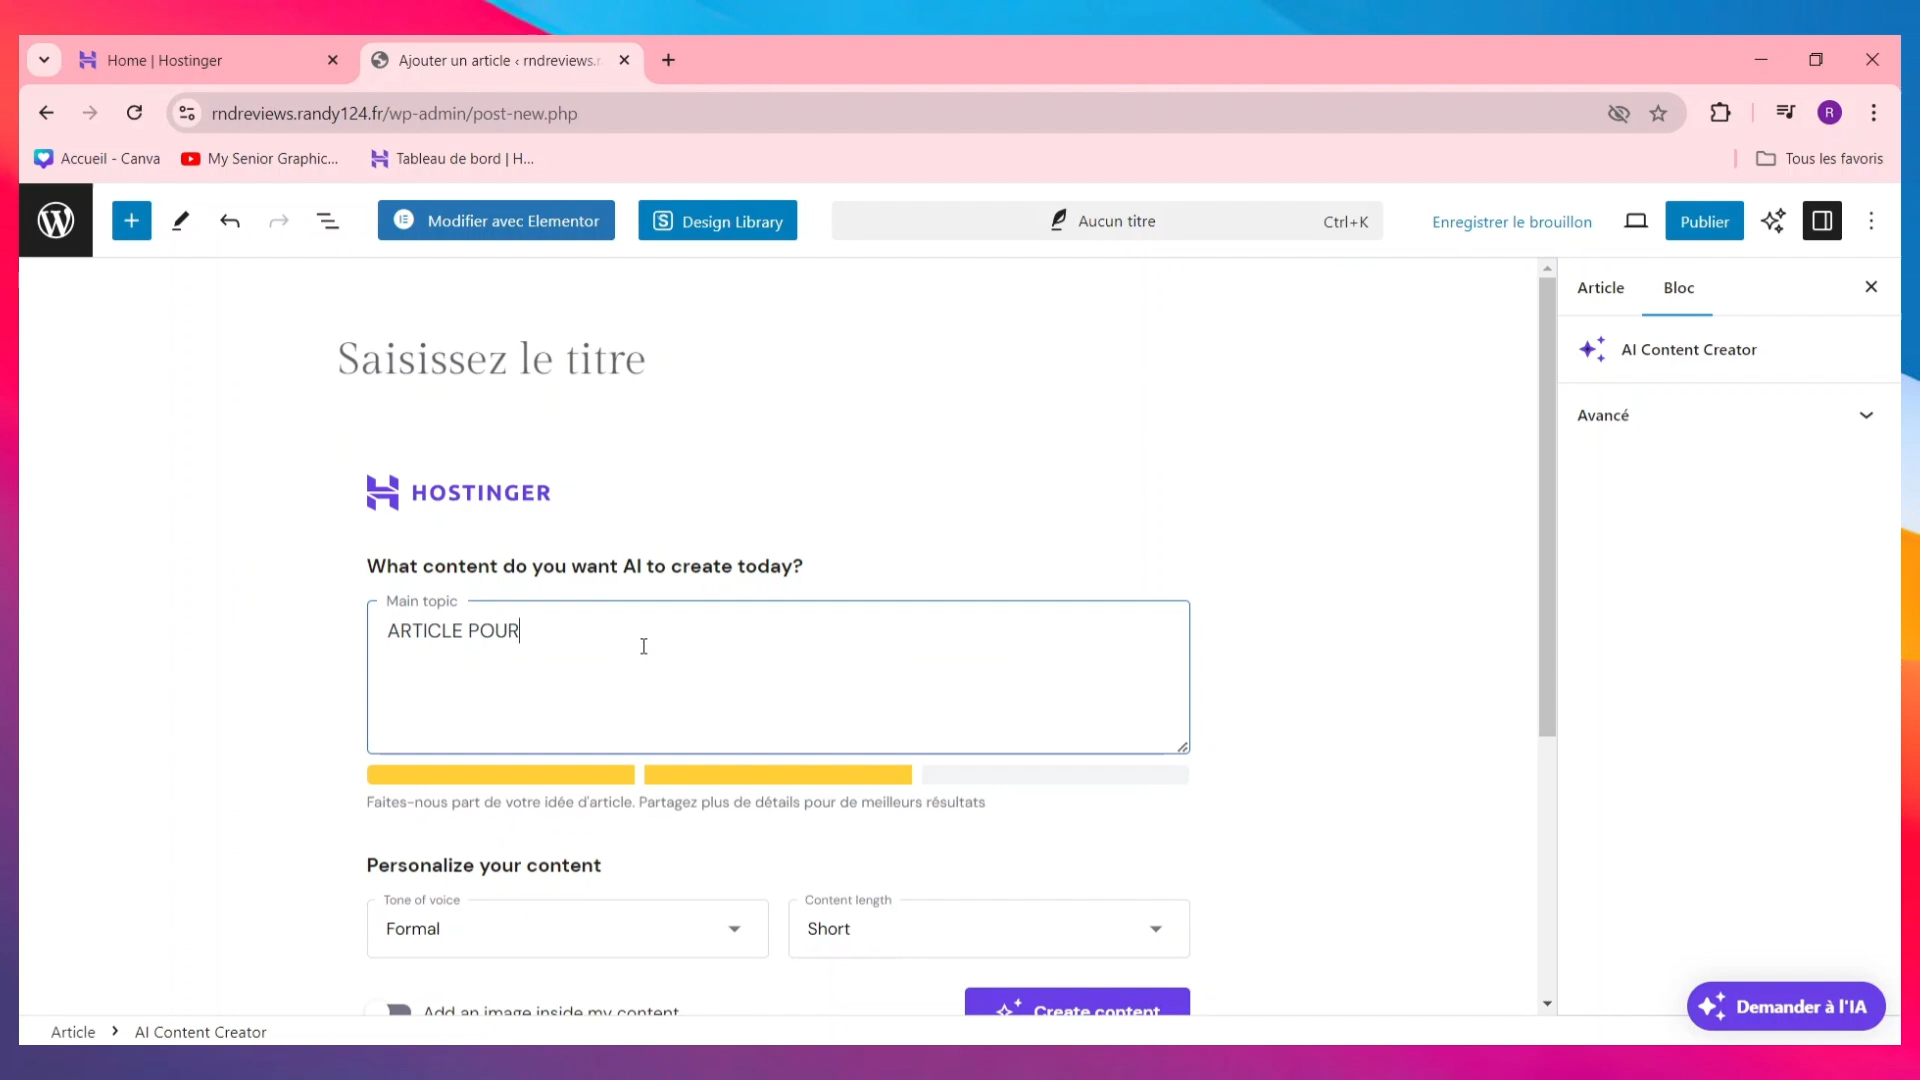 Home | Hostinger
Ajouter un article ‹ rndreviews.r
rndreviews.randy124.fr/wp-admin/post-new.php
R
Accueil - Canva
My Senior Graphic...
Tableau de bord | H...
Tous les favoris
Modifier avec Elementor
Design Library
Aucun titre
Ctrl+K
Enregistrer le brouillon
Publier
Article
Bloc
AI Content Creator
Avancé
Saisissez le titre
HOSTINGER
What content do you want AI to create today?
Main topic
ARTICLE POUR
Faites-nous part de votre idée d'article. Partagez plus de détails pour de meilleurs résultats
Personalize your content
Tone of voice
Formal
Content length
Short
Add an image inside my content
Create content
Demander à l'IA
Article
AI Content Creator